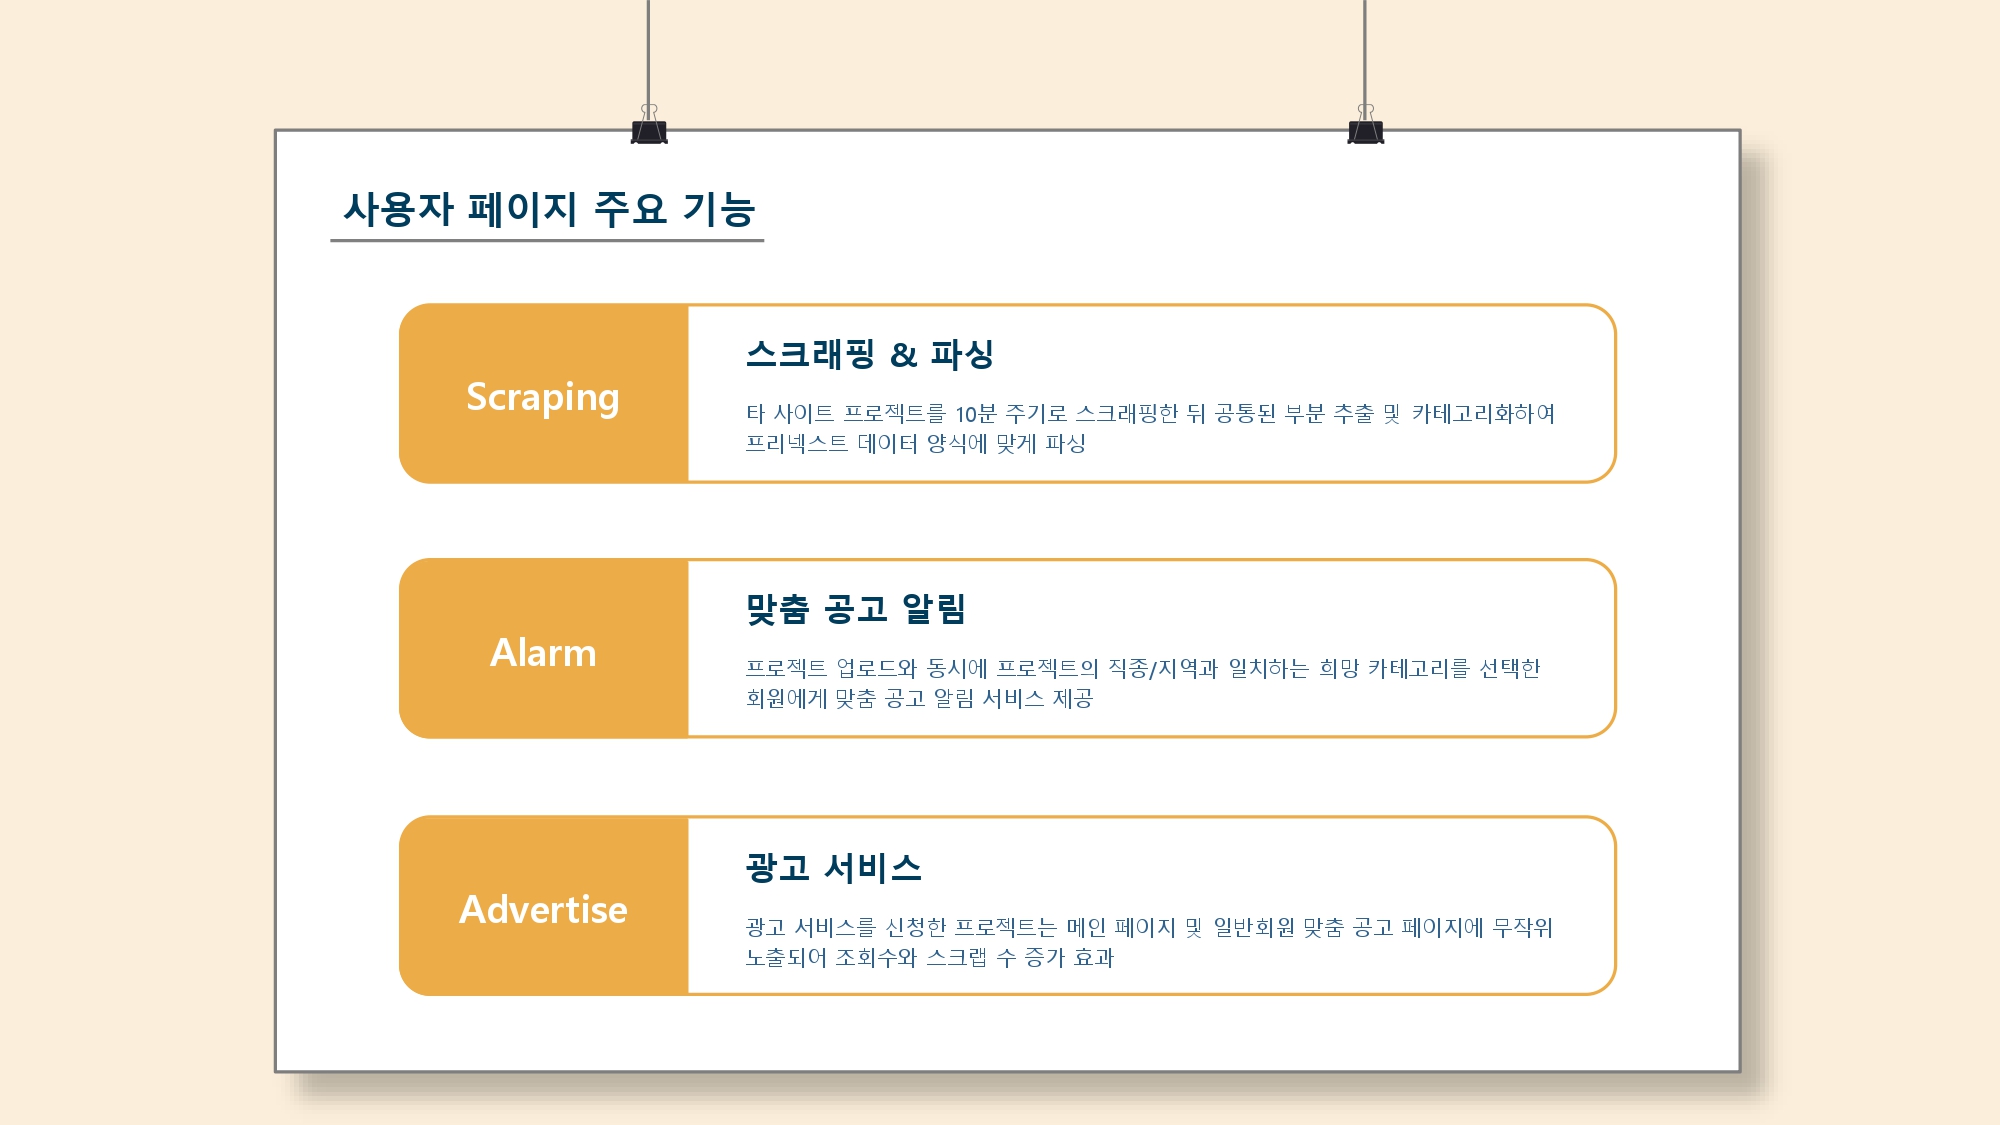 사용자 페이지 주요 기능
Scraping
스크래핑 & 파싱
타 사이트 프로젝트를 10분 주기로 스크래핑한 뒤 공통된 부분 추출 및 카테고리화하여
프리넥스트 데이터 양식에 맞게 파싱
Alarm
맞춤 공고 알림
프로젝트 업로드와 동시에 프로젝트의 직종/지역과 일치하는 희망 카테고리를 선택한
회원에게 맞춤 공고 알림 서비스 제공
Advertise
광고 서비스
광고 서비스를 신청한 프로젝트는 메인 페이지 및 일반회원 맞춤 공고 페이지에 무작위
노출되어 조회수와 스크랩 수 증가 효과